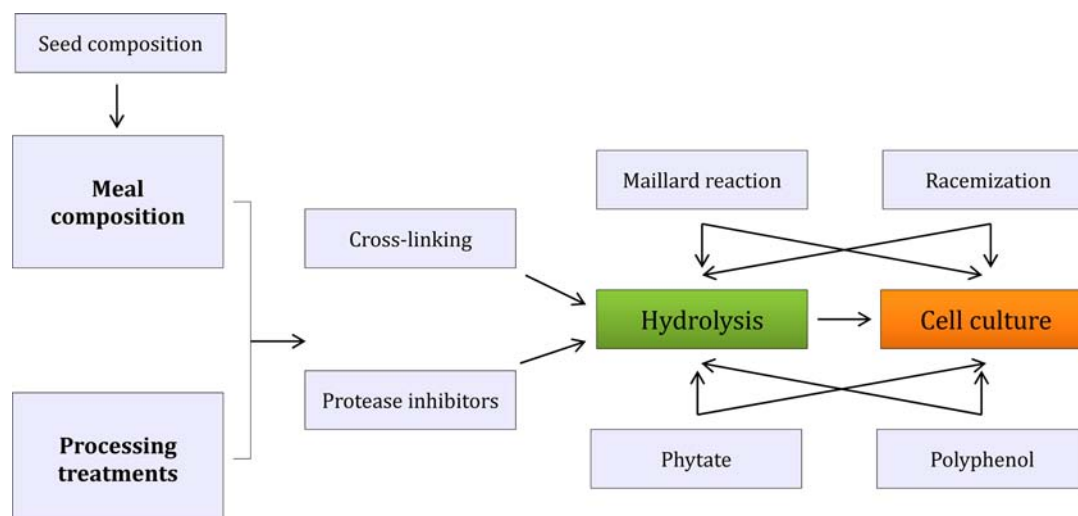 Seed composition
Meal
composition
Processing
treatments
Cross-linking
Protease inhibitors
Maillard reaction
Racemization
Hydrolysis
Cell culture
Phytate
Polyphenol